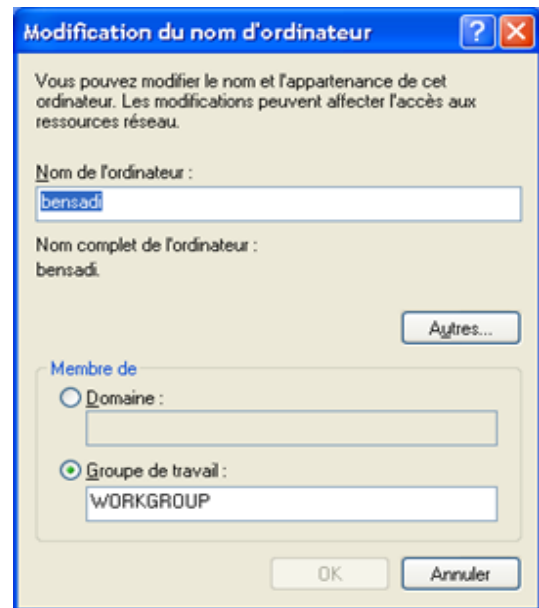 Modification du nom d'ordinateur
Vous pouvez modifier le nom et l'appartenance de cet
ordinateur. Les modifications peuvent affecter l'accès aux
ressources réseau.
Nom de l'ordinateur :
bensadi
Nom complet de l'ordinateur :
bensadi.
Autres...
Membre de
Domaine :
Groupe de travail :
WORKGROUP
OK
Annuler